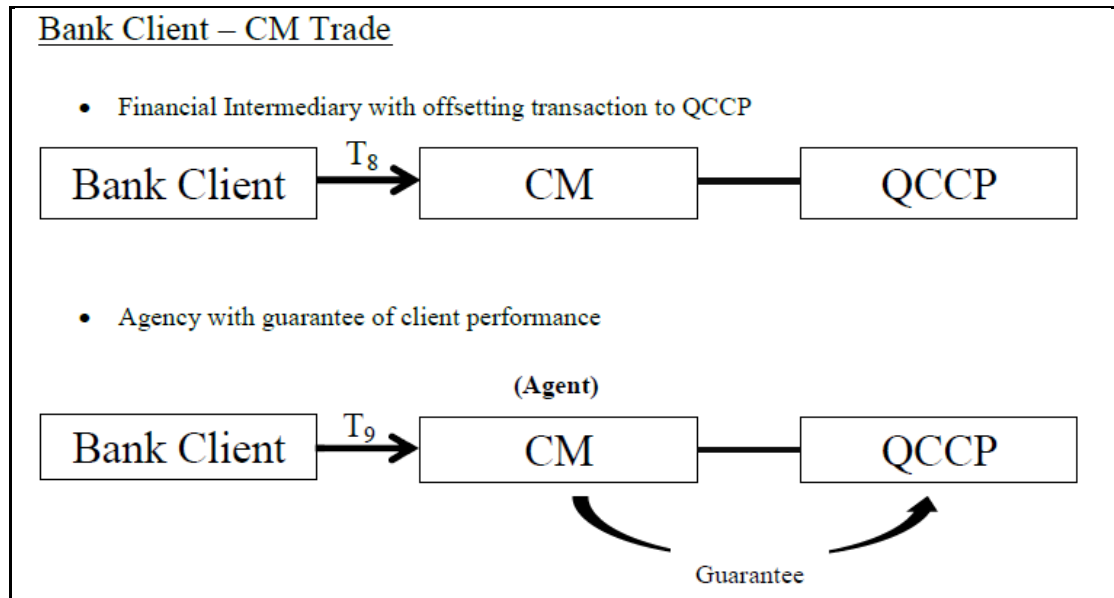 Bank Client – CM Trade
• Financial Intermediary with offsetting transaction to QCCP
T₈
Bank Client CM QCCP
• Agency with guarantee of client performance
(Agent)
T₉
Bank Client CM QCCP
Guarantee